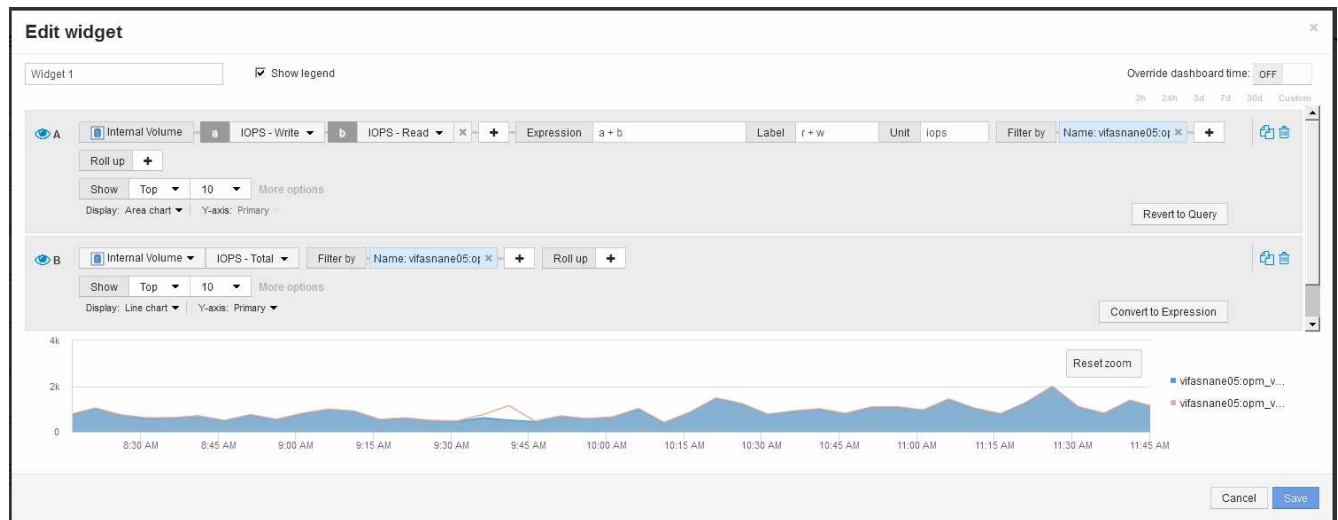 Edit widget ×
Widget 1 Show legend Override dashboard time: OFF
3h 24h 3d 7d 30d Custom
A Internal Volume a IOPS - Write b IOPS - Read × + Expression a + b Label r + w Unit iops Filter by Name: vifasnane05:op × +
Roll up +
Show Top 10 More options
Display: Area chart Y-axis: Primary
Revert to Query
B Internal Volume IOPS - Total Filter by Name: vifasnane05:op × + Roll up +
Show Top 10 More options
Display: Line chart Y-axis: Primary
Convert to Expression
4k
Reset zoom
2k
vifasnane05:opm_v...
vifasnane05:opm_v...
0
8:30 AM 8:45 AM 9:00 AM 9:15 AM 9:30 AM 9:45 AM 10:00 AM 10:15 AM 10:30 AM 10:45 AM 11:00 AM 11:15 AM 11:30 AM 11:45 AM
Cancel Save